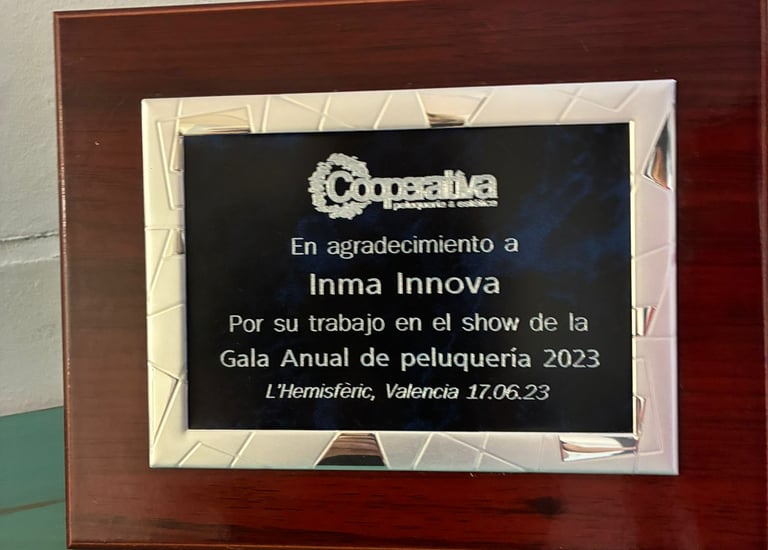 Cooperativa
peluquería & estética
En agradecimiento a
Inma Innova
Por su trabajo en el show de la
Gala Anual de peluquería 2023
L'Hemisfèric, Valencia 17.06.23